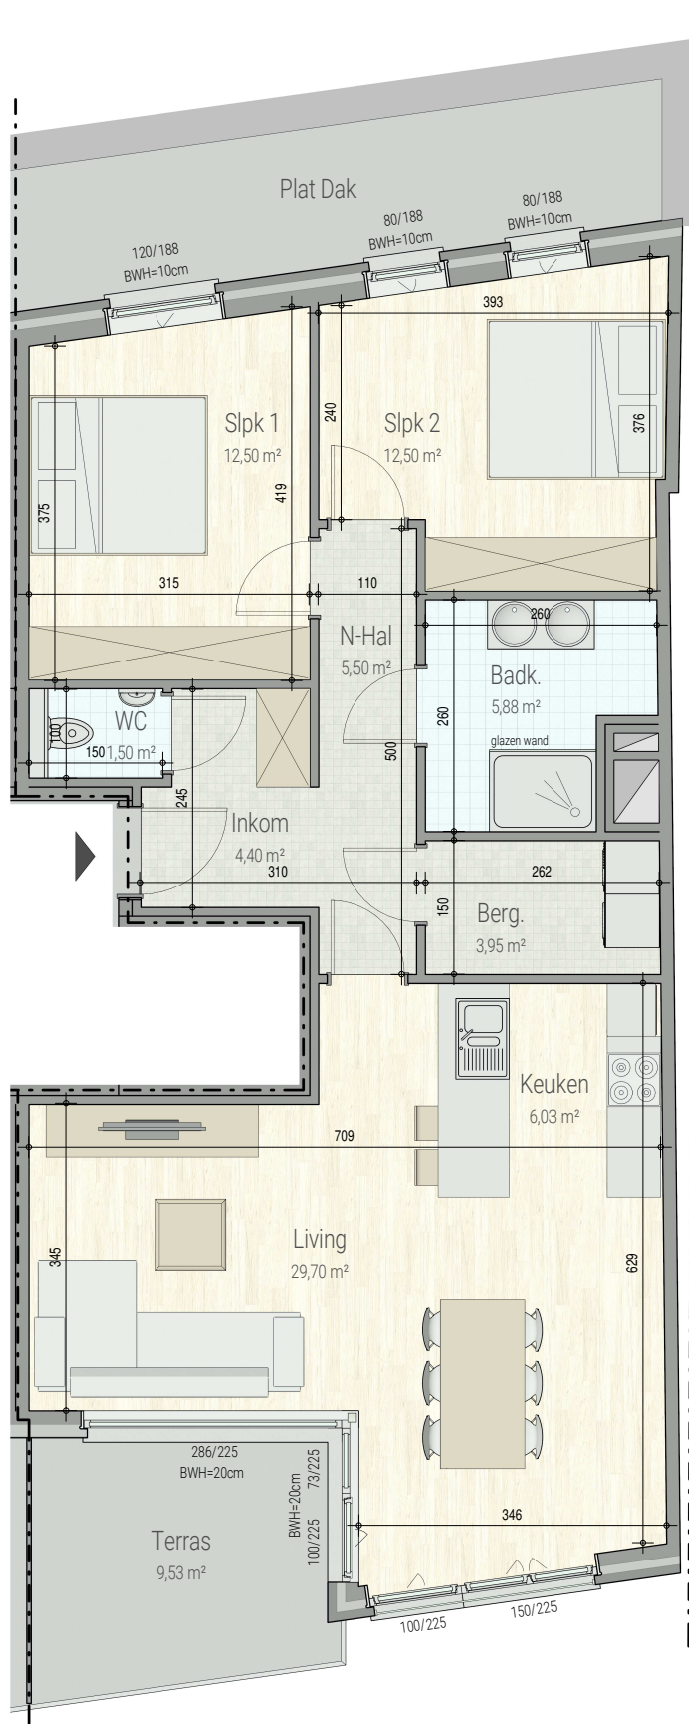 Plat Dak
80/188
BWH=10cm
80/188
BWH=10cm
120/188
BWH=10cm
393
240
Slpk 1
12,50 m²
Slpk 2
12,50 m²
376
419
375
315
110
260
N-Hal
5,50 m²
Badk.
5,88 m²
WC
1,50 m²
150
260
glazen wand
500
245
Inkom
4,40 m²
310
262
150
Berg.
3,95 m²
Keuken
6,03 m²
709
Living
29,70 m²
345
629
286/225
BWH=20cm
73/225
BWH=20cm
100/225
346
Terras
9,53 m²
100/225
150/225